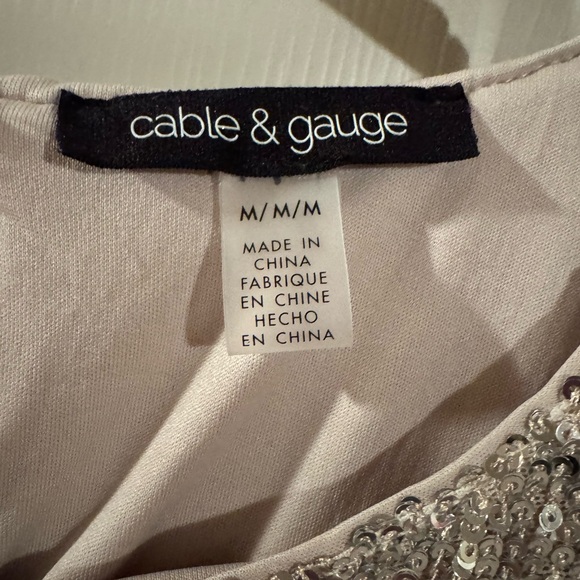 cable & gauge
M/M/M
MADE IN
CHINA
FABRIQUE
EN CHINE
HECHO
EN CHINA